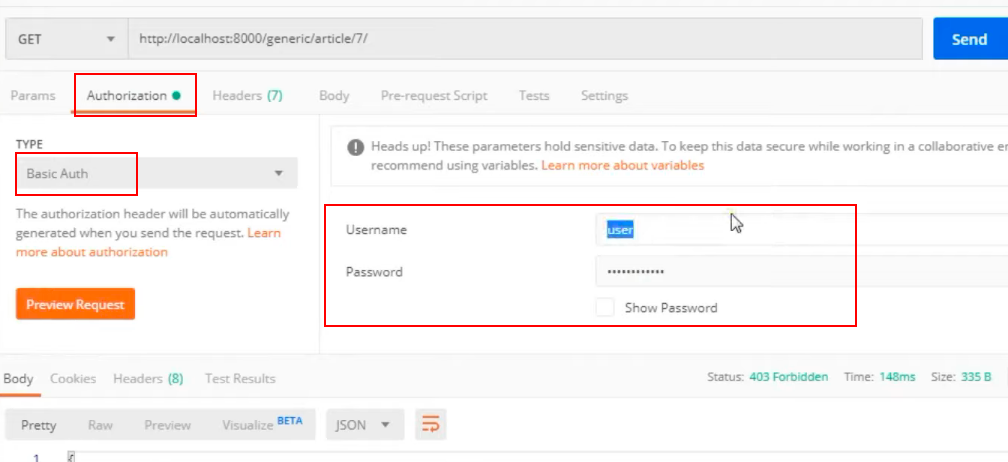 GET http://localhost:8000/generic/article/7/ Send
Params Authorization Headers (7) Body Pre-request Script Tests Settings
TYPE
Basic Auth
The authorization header will be automatically
generated when you send the request. Learn
more about authorization
Preview Request
Heads up! These parameters hold sensitive data. To keep this data secure while working in a collaborative
recommend using variables. Learn more about variables
Username user
Password ••••••••••••
Show Password
Body Cookies Headers (8) Test Results Status: 403 Forbidden Time: 148ms Size: 335 B
Pretty Raw Preview Visualize BETA JSON
1 {